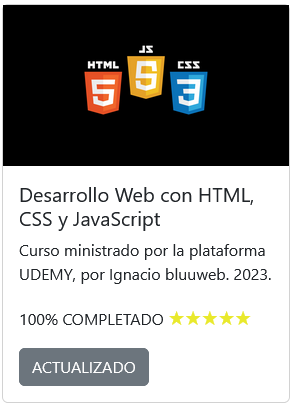 JS
HTML CSS
5 5 3
Desarrollo Web con HTML,
CSS y JavaScript
Curso ministrado por la plataforma
UDEMY, por Ignacio bluuweb. 2023.
100% COMPLETADO ★★★★★
ACTUALIZADO